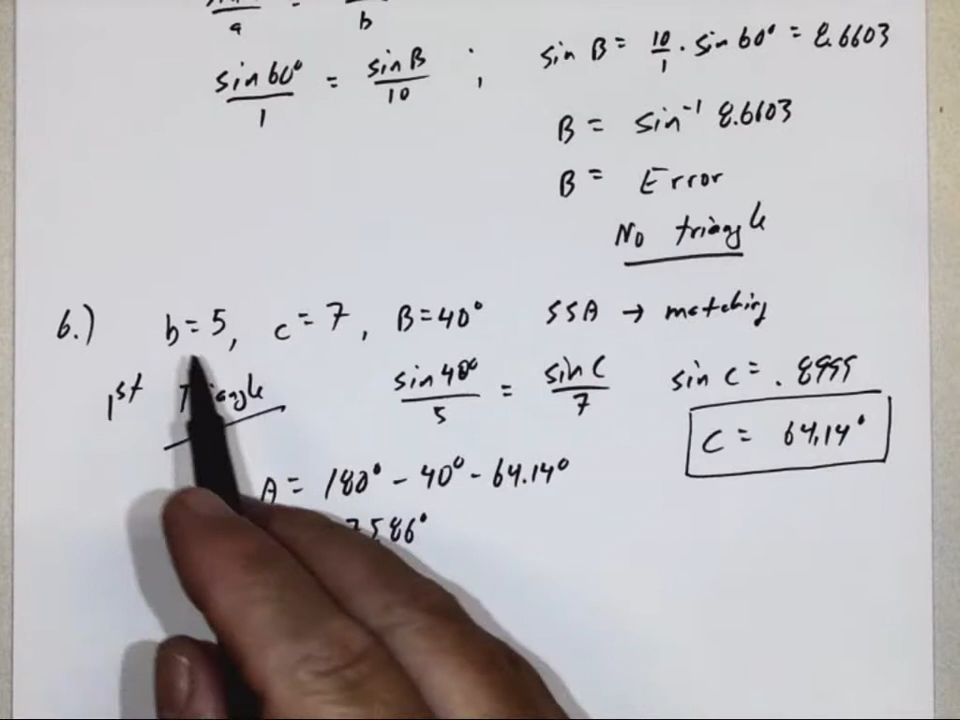 a b
sin 60° / 1 = sin B / 10 ; sin B = 10/1 · sin 60° = 8.6603
B = sin⁻¹ 8.6603
B = Error
No triangle
6.) b = 5, c = 7, B = 40° SSA → matching
1st Triangle sin 40° / 5 = sin C / 7 sin C = .8999
C = 64.14°
A = 180° - 40° - 64.14°
75.86°